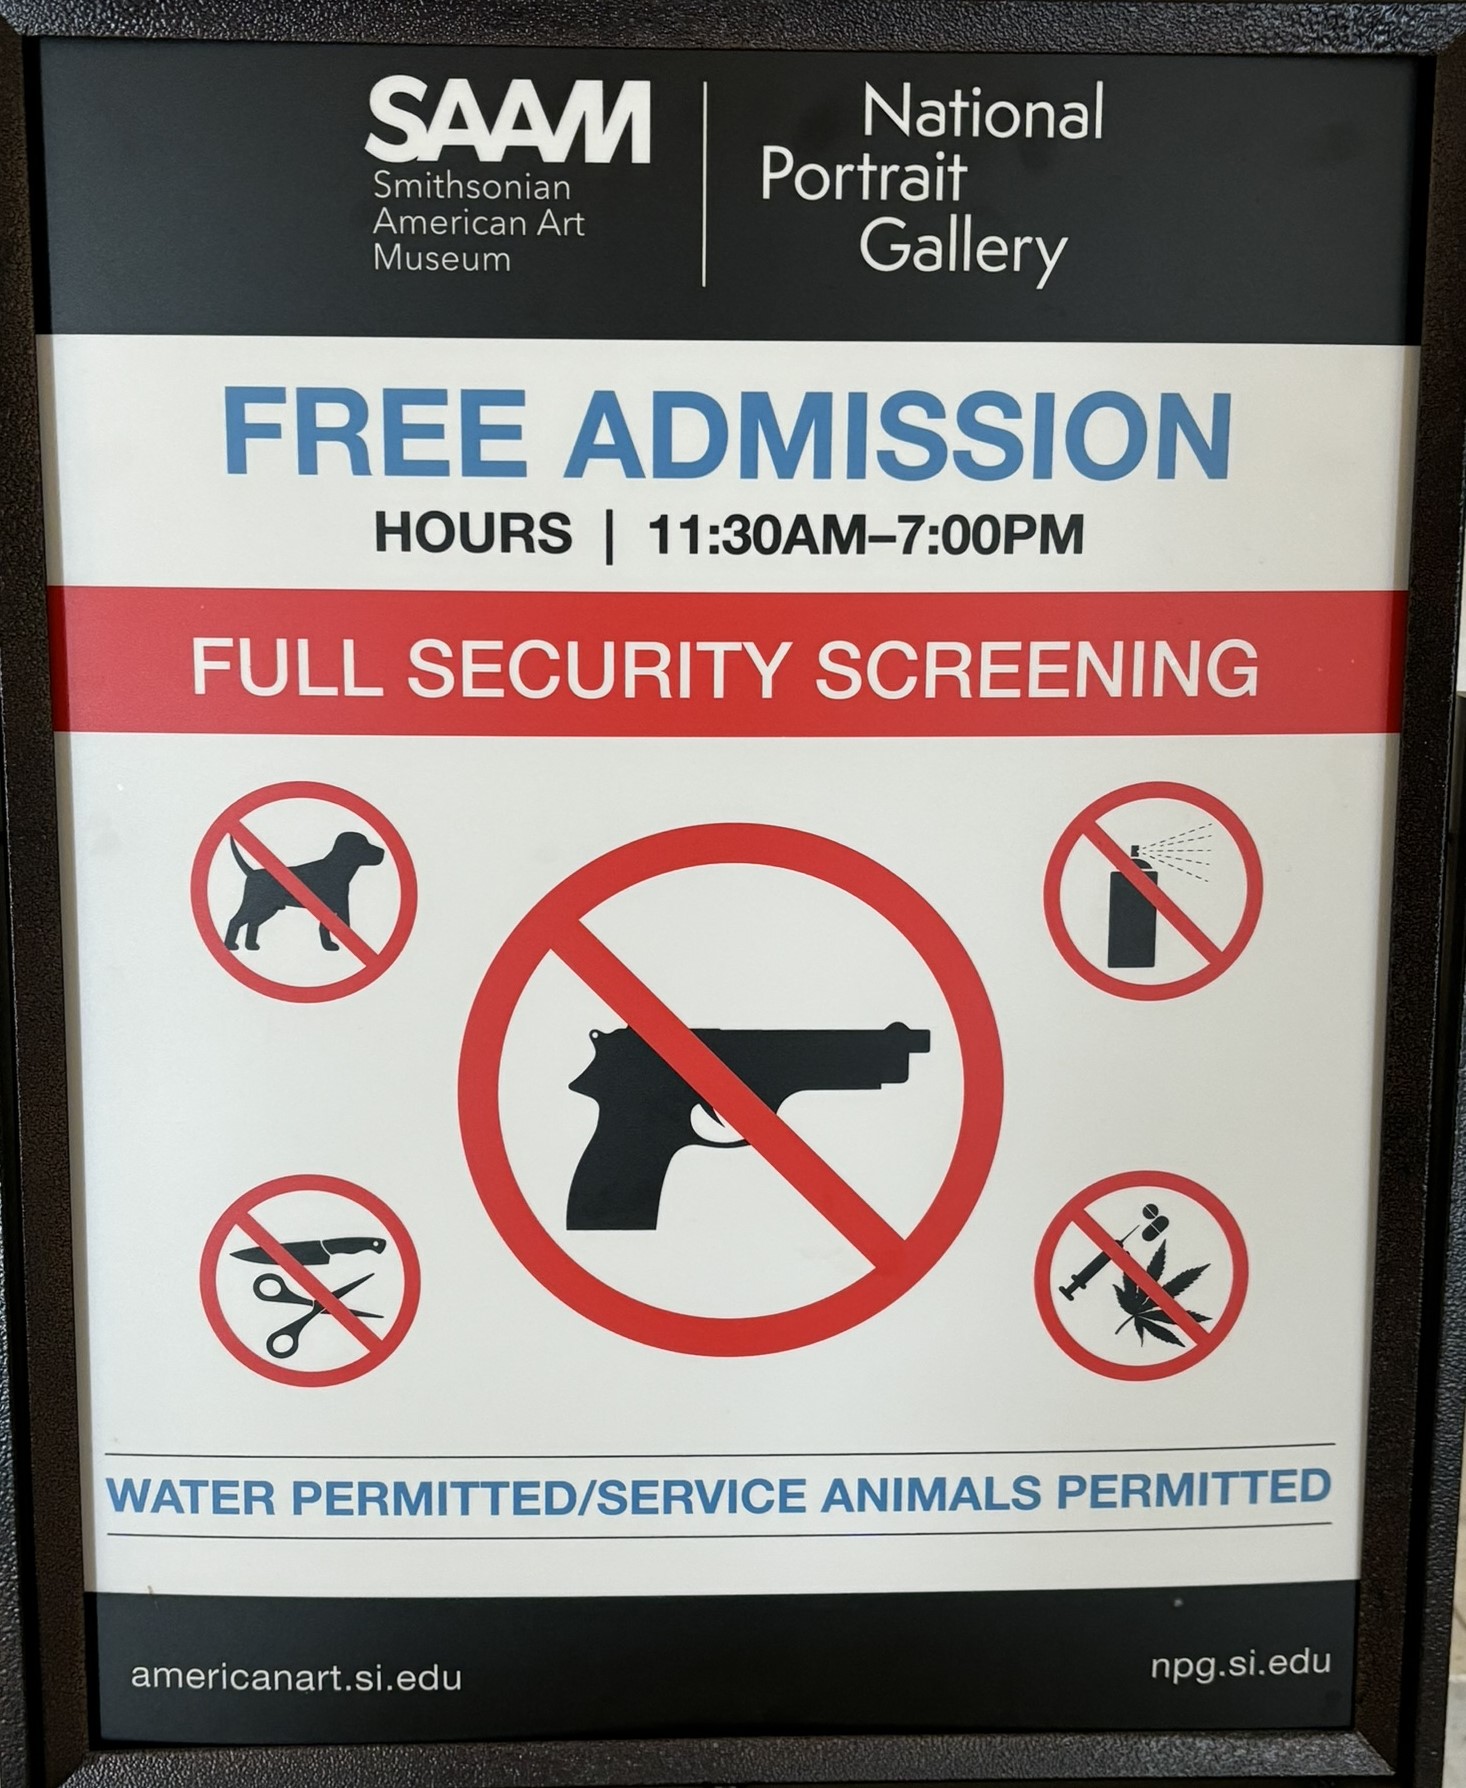 SAAM
Smithsonian
American Art
Museum
National
Portrait
Gallery
FREE ADMISSION
HOURS | 11:30AM–7:00PM
FULL SECURITY SCREENING
WATER PERMITTED/SERVICE ANIMALS PERMITTED
americanart.si.edu
npg.si.edu